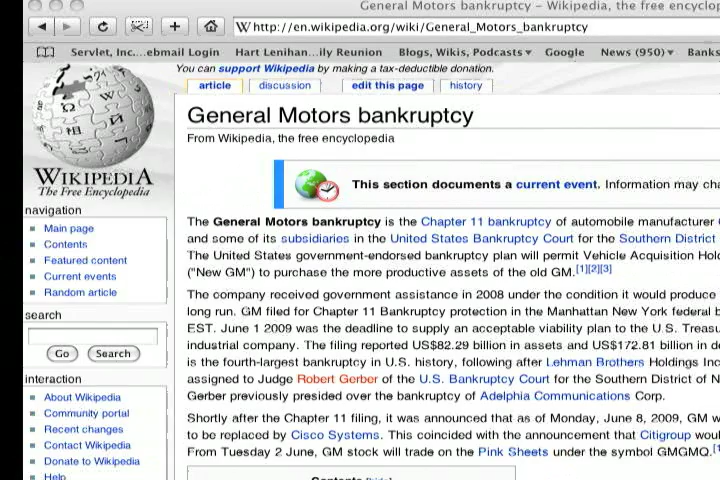 General Motors bankruptcy – Wikipedia, the free encyclop
W http://en.wikipedia.org/wiki/General_Motors_bankruptcy
Servlet, Inc....ebmail Login Hart Lenihan...ily Reunion Blogs, Wikis, Podcasts Google News (950) Banks
You can support Wikipedia by making a tax-deductible donation.
article discussion edit this page history
WIKIPEDIA
The Free Encyclopedia
General Motors bankruptcy
From Wikipedia, the free encyclopedia
This section documents a current event. Information may cha
The General Motors bankruptcy is the Chapter 11 bankruptcy of automobile manufacturer
and some of its subsidiaries in the United States Bankruptcy Court for the Southern District
The United States government-endorsed bankruptcy plan will permit Vehicle Acquisition Hold
("New GM") to purchase the more productive assets of the old GM.[1][2][3]
The company received government assistance in 2008 under the condition it would produce
long run. GM filed for Chapter 11 Bankruptcy protection in the Manhattan New York federal b
EST. June 1 2009 was the deadline to supply an acceptable viability plan to the U.S. Treasu
industrial company. The filing reported US$82.29 billion in assets and US$172.81 billion in de
is the fourth-largest bankruptcy in U.S. history, following after Lehman Brothers Holdings Inc
assigned to Judge Robert Gerber of the U.S. Bankruptcy Court for the Southern District of N
Gerber previously presided over the bankruptcy of Adelphia Communications Corp.
Shortly after the Chapter 11 filing, it was announced that as of Monday, June 8, 2009, GM w
to be replaced by Cisco Systems. This coincided with the announcement that Citigroup woul
From Tuesday 2 June, GM stock will trade on the Pink Sheets under the symbol GMGMQ.
Contents [hide]
navigation
Main page
Contents
Featured content
Current events
Random article
search
Go Search
interaction
About Wikipedia
Community portal
Recent changes
Contact Wikipedia
Donate to Wikipedia
Help